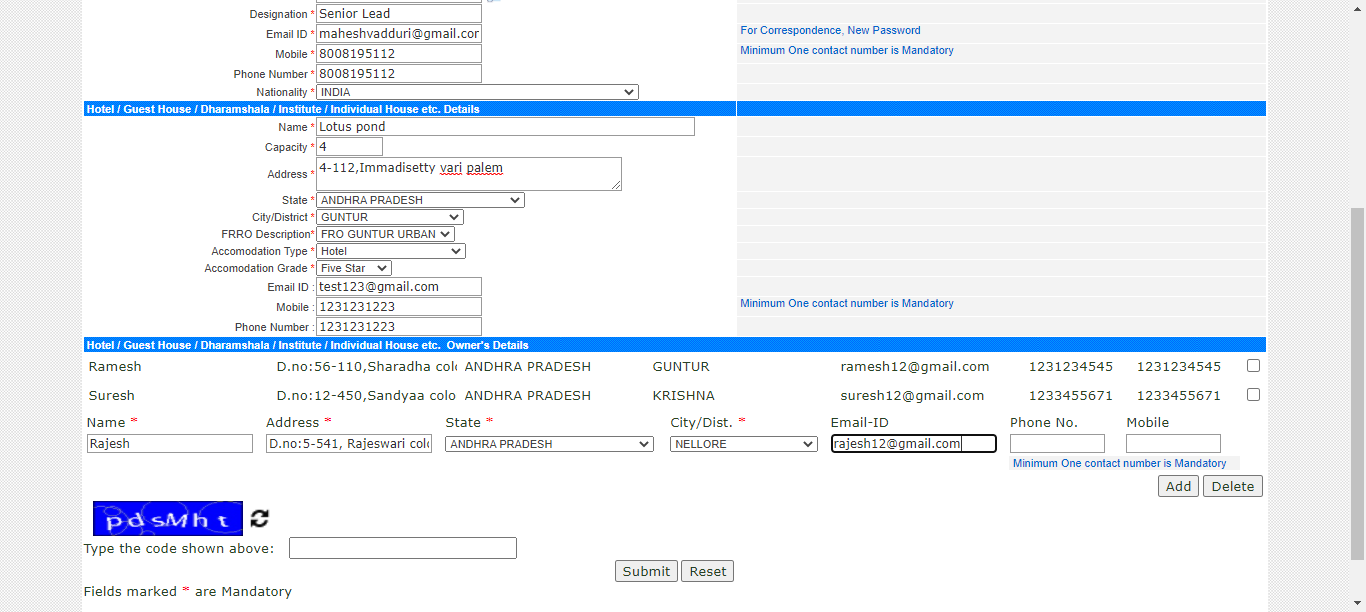 Designation * Senior Lead
Email ID * maheshvadduri@gmail.cor For Correspondence, New Password
Mobile * 8008195112 Minimum One contact number is Mandatory
Phone Number * 8008195112
Nationality * INDIA
Hotel / Guest House / Dharamshala / Institute / Individual House etc. Details
Name * Lotus pond
Capacity * 4
Address * 4-112,Immadisetty vari palem
State * ANDHRA PRADESH
City/District * GUNTUR
FRRO Description* FRO GUNTUR URBAN
Accomodation Type * Hotel
Accomodation Grade * Five Star
Email ID : test123@gmail.com
Mobile : 1231231223 Minimum One contact number is Mandatory
Phone Number : 1231231223
Hotel / Guest House / Dharamshala / Institute / Individual House etc. Owner's Details
Ramesh D.no:56-110,Sharadha colo ANDHRA PRADESH GUNTUR ramesh12@gmail.com 1231234545 1231234545
Suresh D.no:12-450,Sandyaa colo ANDHRA PRADESH KRISHNA suresh12@gmail.com 1233455671 1233455671
Name * Address * State * City/Dist. * Email-ID Phone No. Mobile
Rajesh D.no:5-541, Rajeswari colo ANDHRA PRADESH NELLORE rajesh12@gmail.com
Minimum One contact number is Mandatory
Add Delete
pdsMht
Type the code shown above:
Submit Reset
Fields marked * are Mandatory